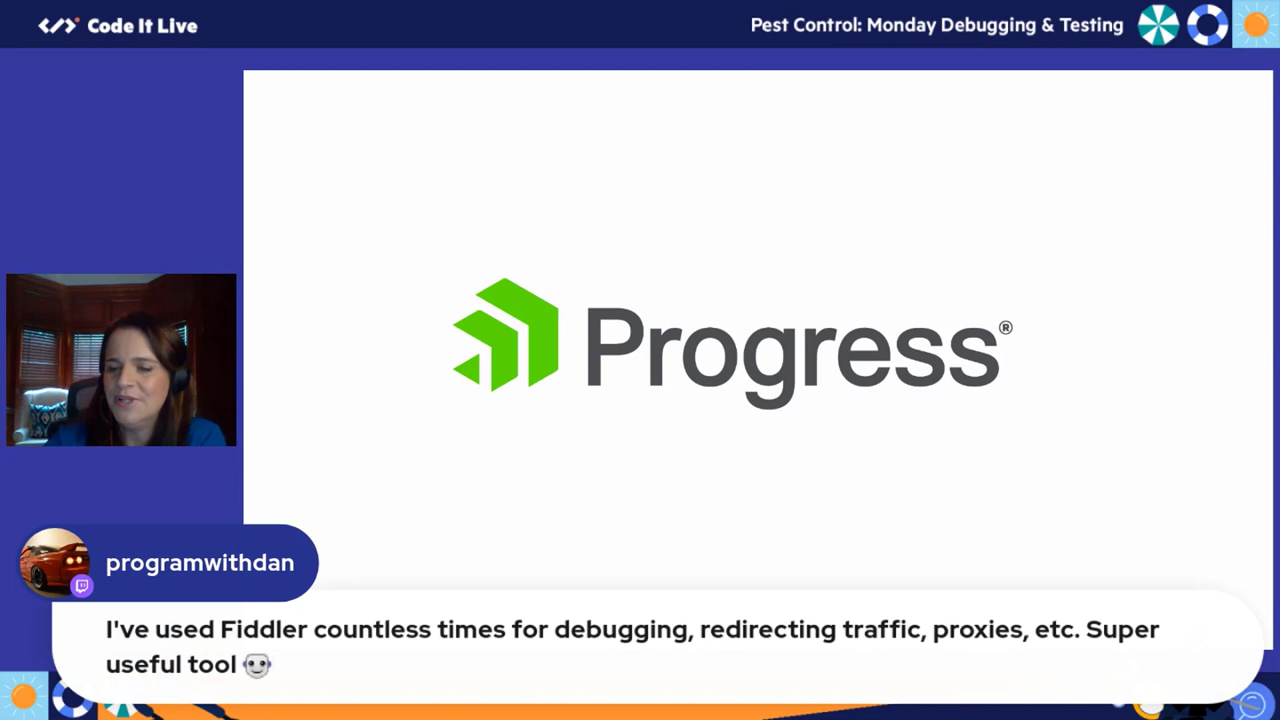 </> Code It Live
Pest Control: Monday Debugging & Testing
Progress®
programwithdan
I've used Fiddler countless times for debugging, redirecting traffic, proxies, etc. Super
useful tool